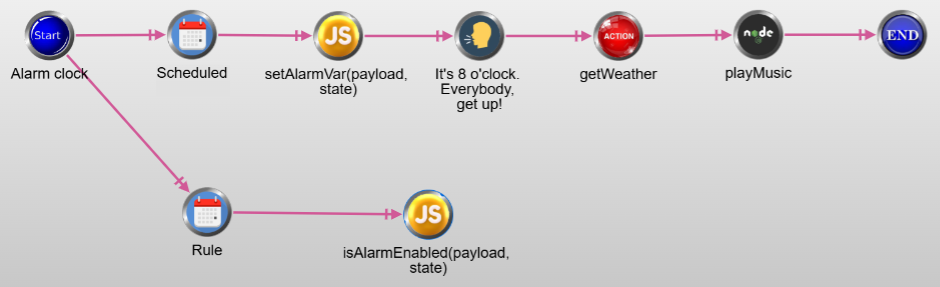 Start
Alarm clock
Scheduled
JS
setAlarmVar(payload,
state)
It's 8 o'clock.
Everybody,
get up!
ACTION
getWeather
node
playMusic
END
Rule
JS
isAlarmEnabled(payload,
state)